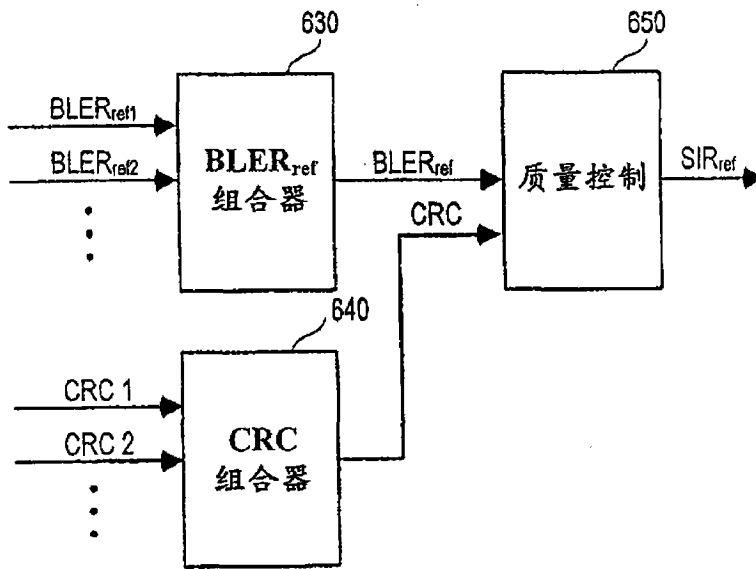 630
650
BLERref1
BLERref2
BLERref
组合器
BLERref
CRC
质量控制
SIRref
640
CRC 1
CRC 2
CRC
组合器